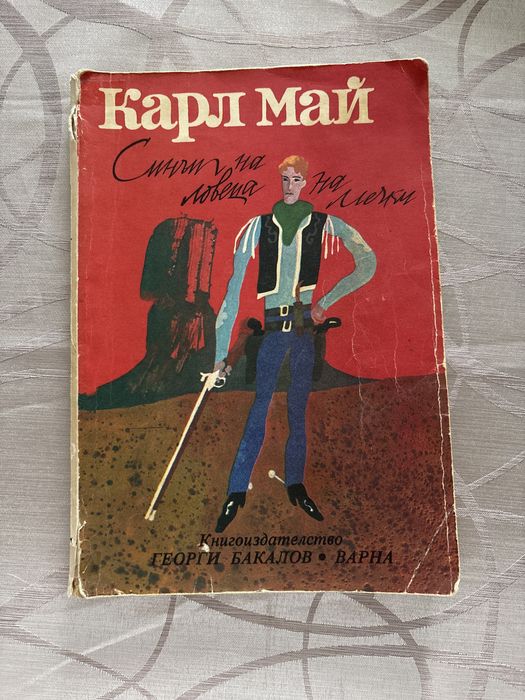 Карл май
Синът на
ловеца на мечки
Книгоиздателство
ГЕОРГИ БАКАЛОВ • ВАРНА